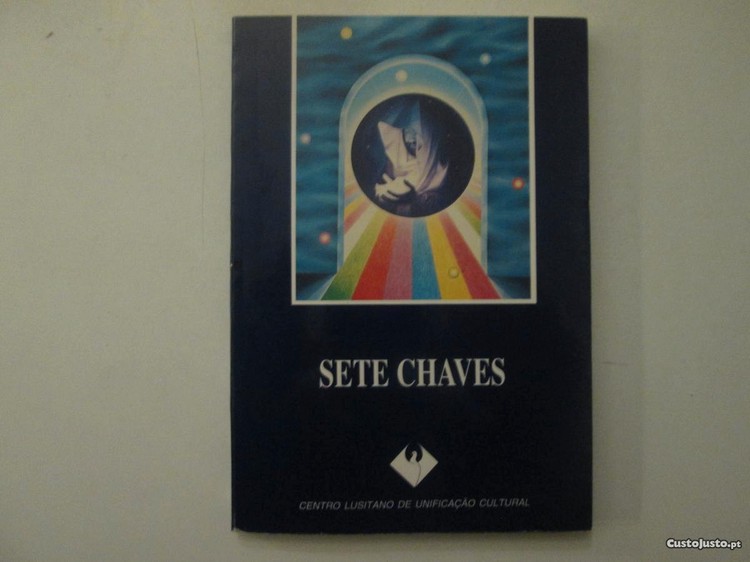 SETE CHAVES
CENTRO LUSITANO DE UNIFICAÇÃO CULTURAL
CustoJusto.pt